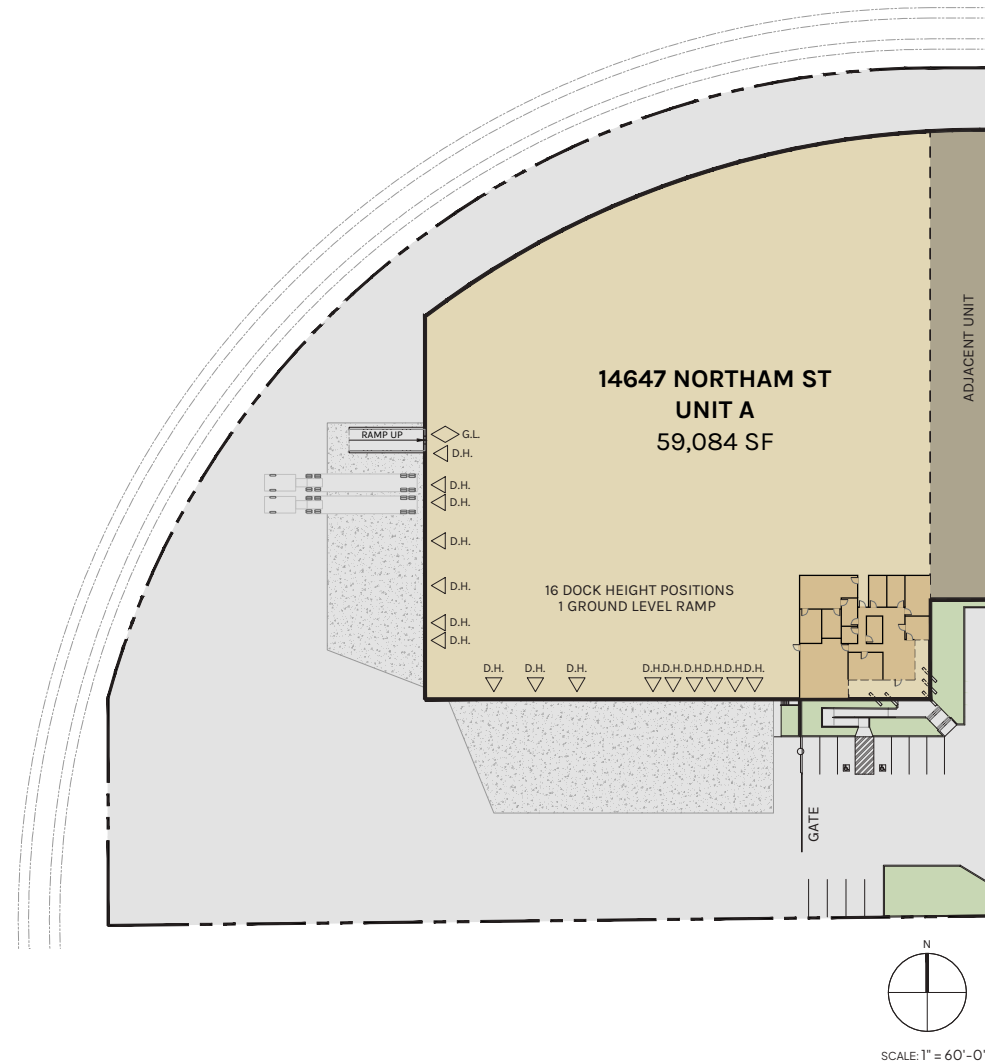 14647 NORTHAM ST
UNIT A
59,084 SF
ADJACENT UNIT
RAMP UP
G.L.
D.H.
D.H.
D.H.
D.H.
D.H.
D.H.
D.H.
16 DOCK HEIGHT POSITIONS
1 GROUND LEVEL RAMP
D.H. D.H. D.H. D.H. D.H. D.H. D.H. D.H. D.H.
GATE
N
SCALE: 1" = 60'-0"